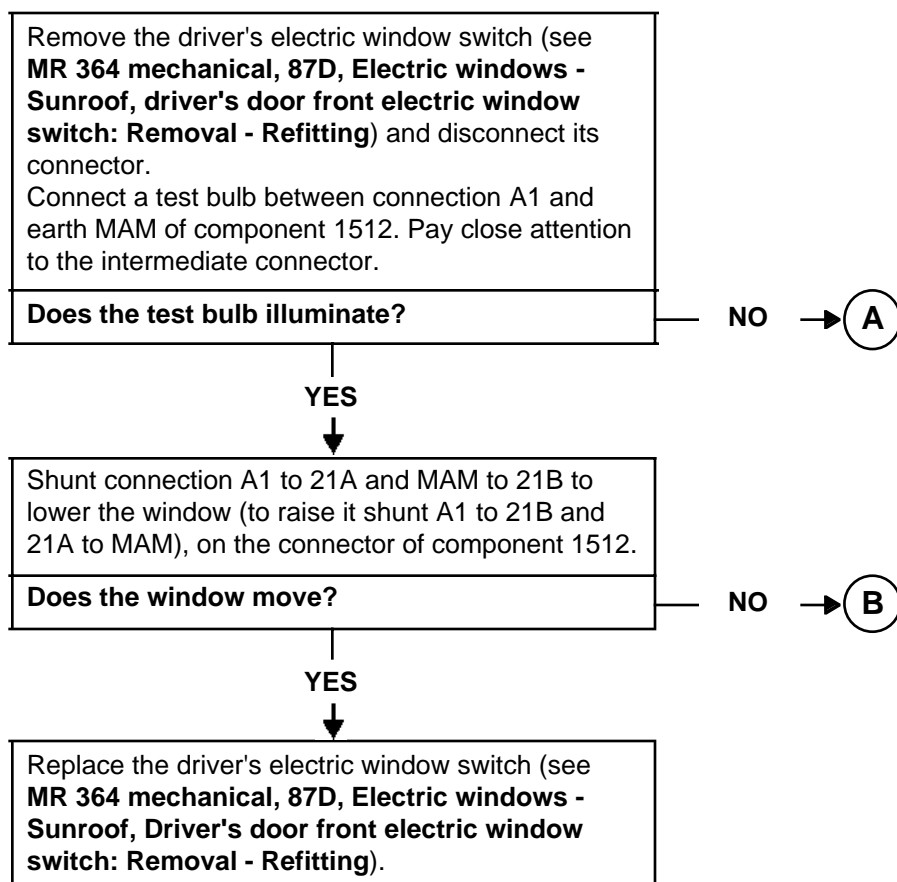 Remove the driver's electric window switch (see
MR 364 mechanical, 87D, Electric windows -
Sunroof, driver's door front electric window
switch: Removal - Refitting) and disconnect its
connector.
Connect a test bulb between connection A1 and
earth MAM of component 1512. Pay close attention
to the intermediate connector.
Does the test bulb illuminate?
NO
A
YES
Shunt connection A1 to 21A and MAM to 21B to
lower the window (to raise it shunt A1 to 21B and
21A to MAM), on the connector of component 1512.
Does the window move?
NO
B
YES
Replace the driver's electric window switch (see
MR 364 mechanical, 87D, Electric windows -
Sunroof, Driver's door front electric window
switch: Removal - Refitting).